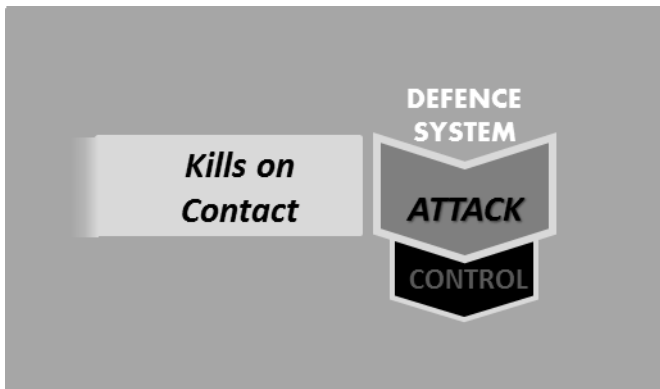 Kills on
Contact
DEFENCE
SYSTEM
ATTACK
CONTROL